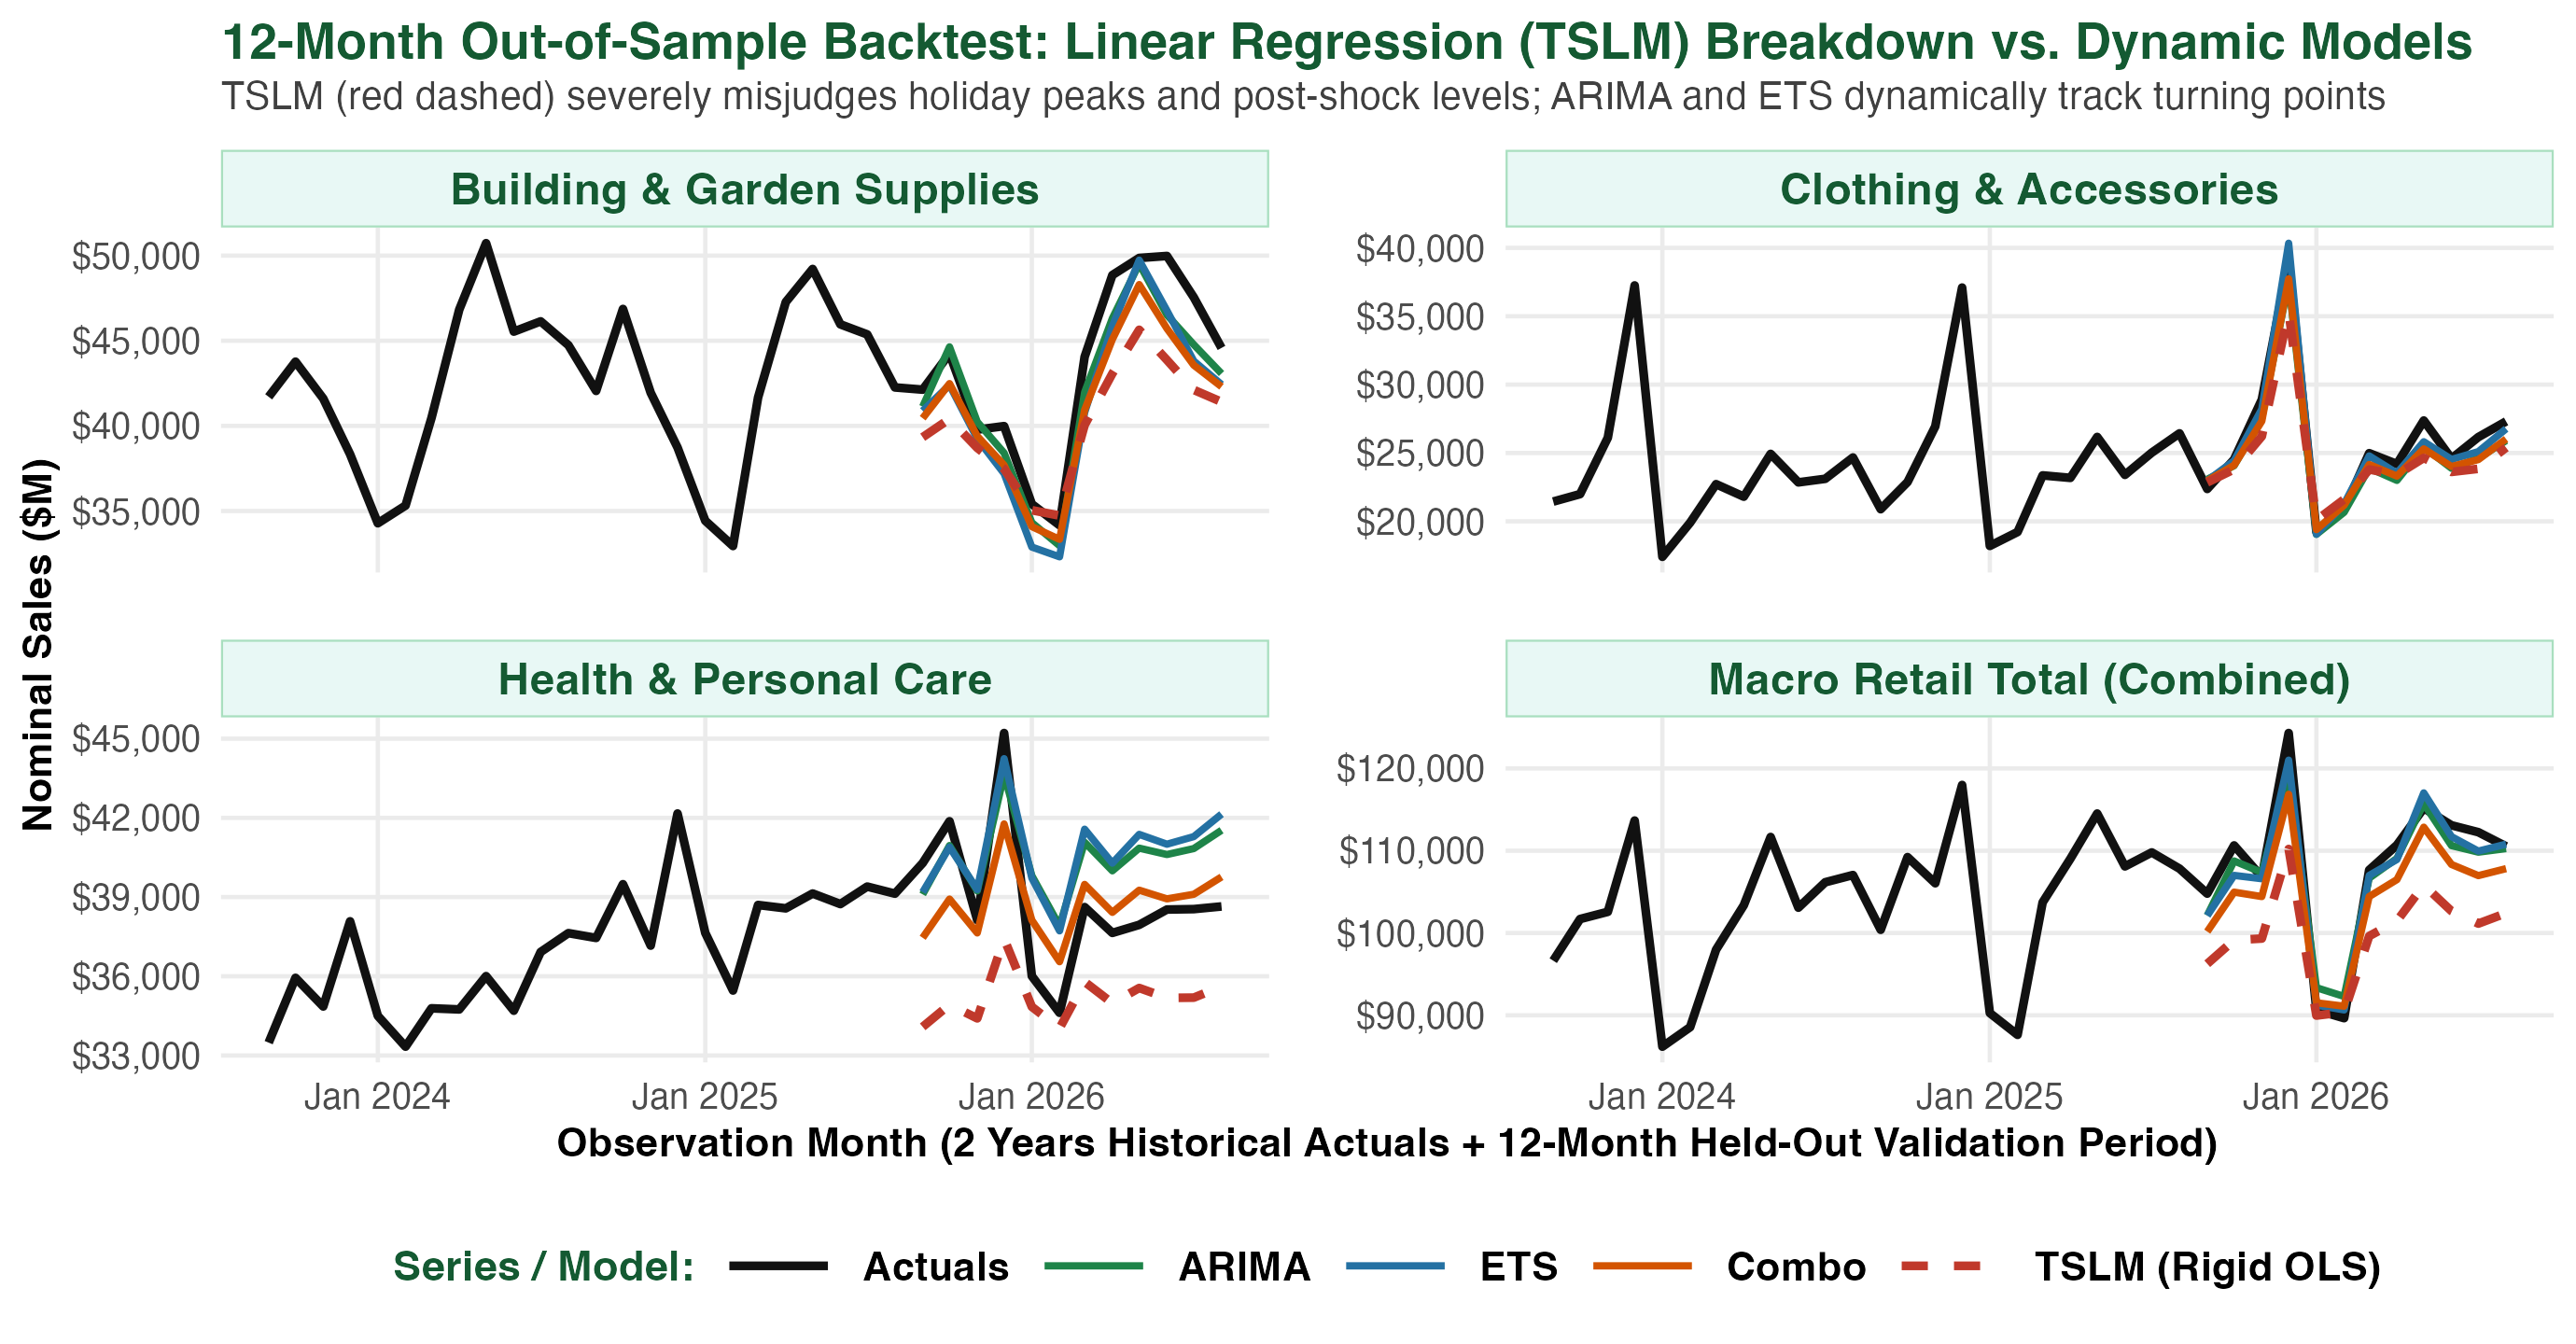 12-Month Out-of-Sample Backtest: Linear Regression (TSLM) Breakdown vs. Dynamic Models
TSLM (red dashed) severely misjudges holiday peaks and post-shock levels; ARIMA and ETS dynamically track turning points
Nominal Sales ($M)
Building & Garden Supplies
$50,000
$45,000
$40,000
$35,000
Clothing & Accessories
$40,000
$35,000
$30,000
$25,000
$20,000
Health & Personal Care
$45,000
$42,000
$39,000
$36,000
$33,000
Jan 2024 Jan 2025 Jan 2026
Macro Retail Total (Combined)
$120,000
$110,000
$100,000
$90,000
Jan 2024 Jan 2025 Jan 2026
Observation Month (2 Years Historical Actuals + 12-Month Held-Out Validation Period)
Series / Model: Actuals ARIMA ETS Combo TSLM (Rigid OLS)